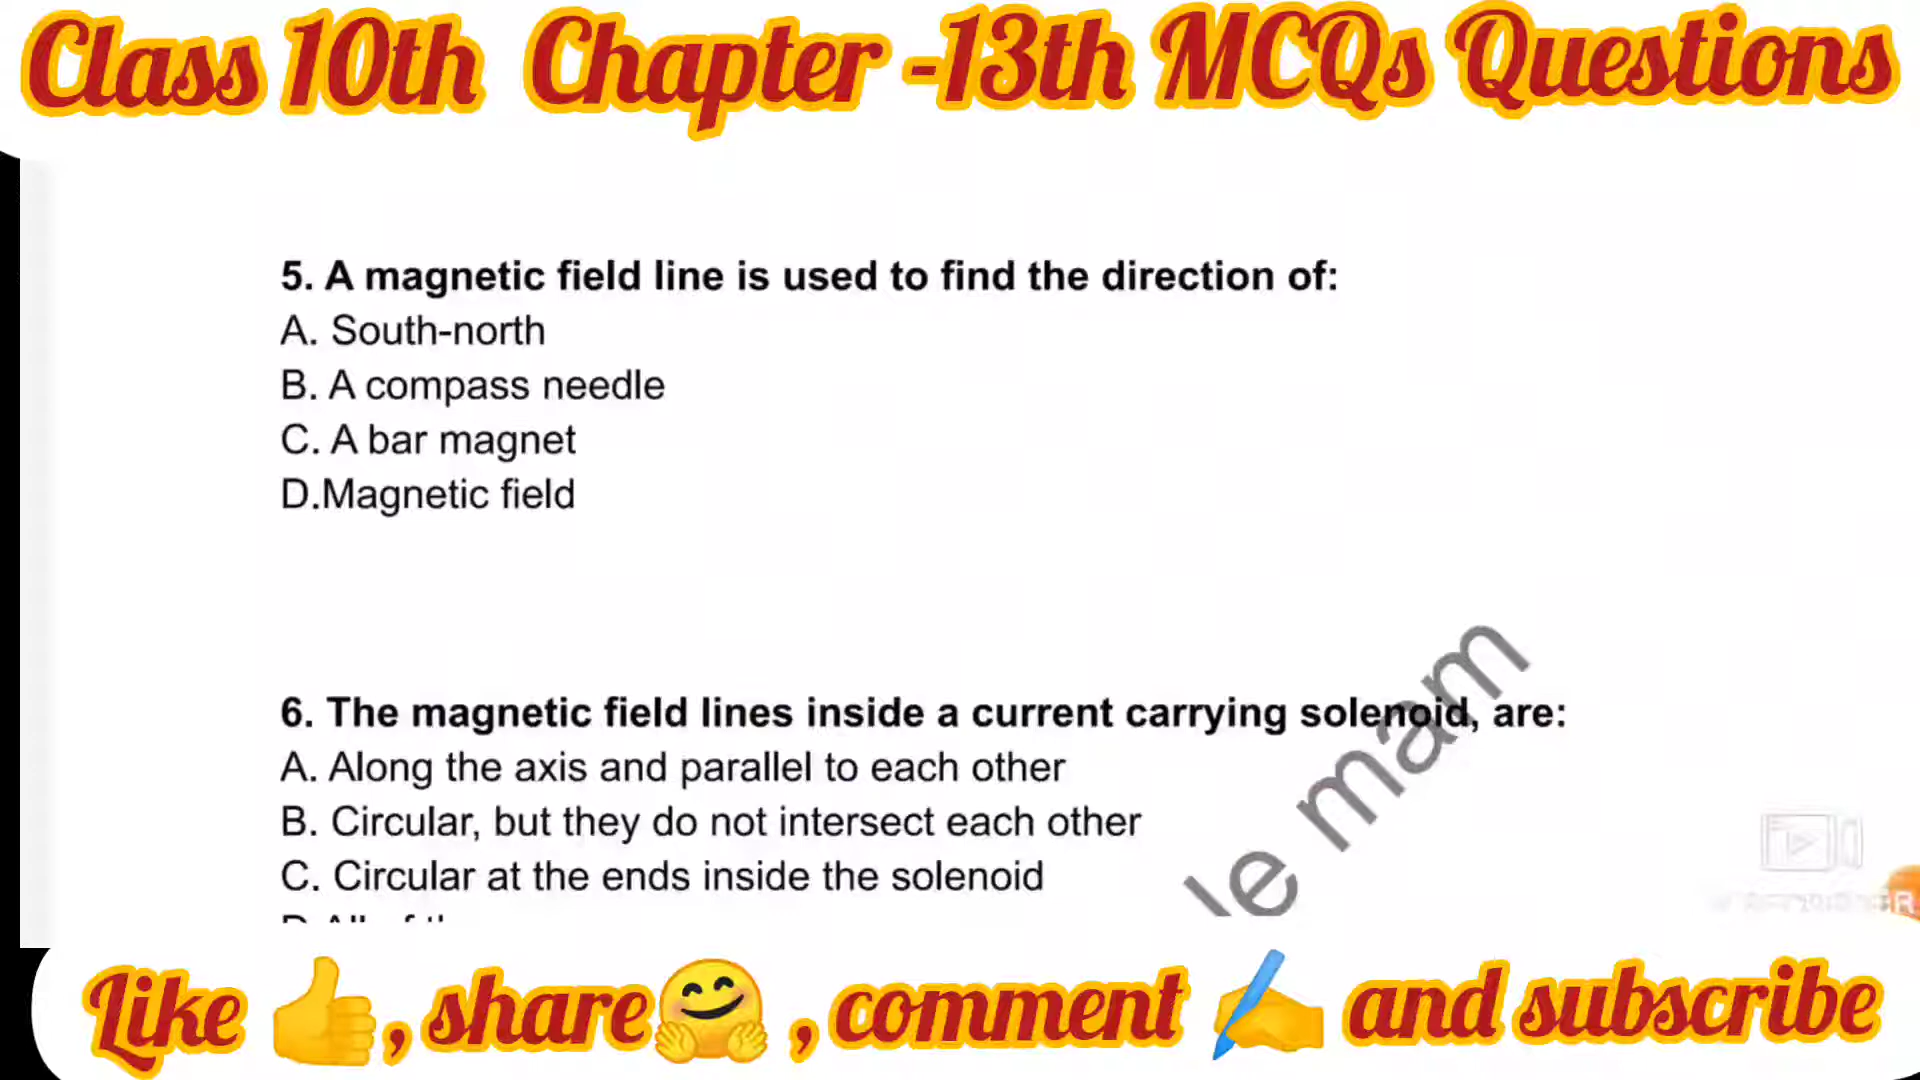 Class 10th Chapter -13th MCQs Questions
5. A magnetic field line is used to find the direction of:
A. South-north
B. A compass needle
C. A bar magnet
D.Magnetic field
6. The magnetic field lines inside a current carrying solenoid, are:
A. Along the axis and parallel to each other
B. Circular, but they do not intersect each other
C. Circular at the ends inside the solenoid
le mam
Like 👍, share🤗 , comment ✍️ and subscribe